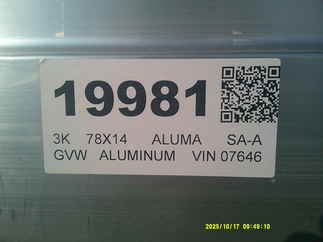 19981
3K 78X14 ALUMA SA-A
GVW ALUMINUM VIN 07646
2025/10/17 09:49:10